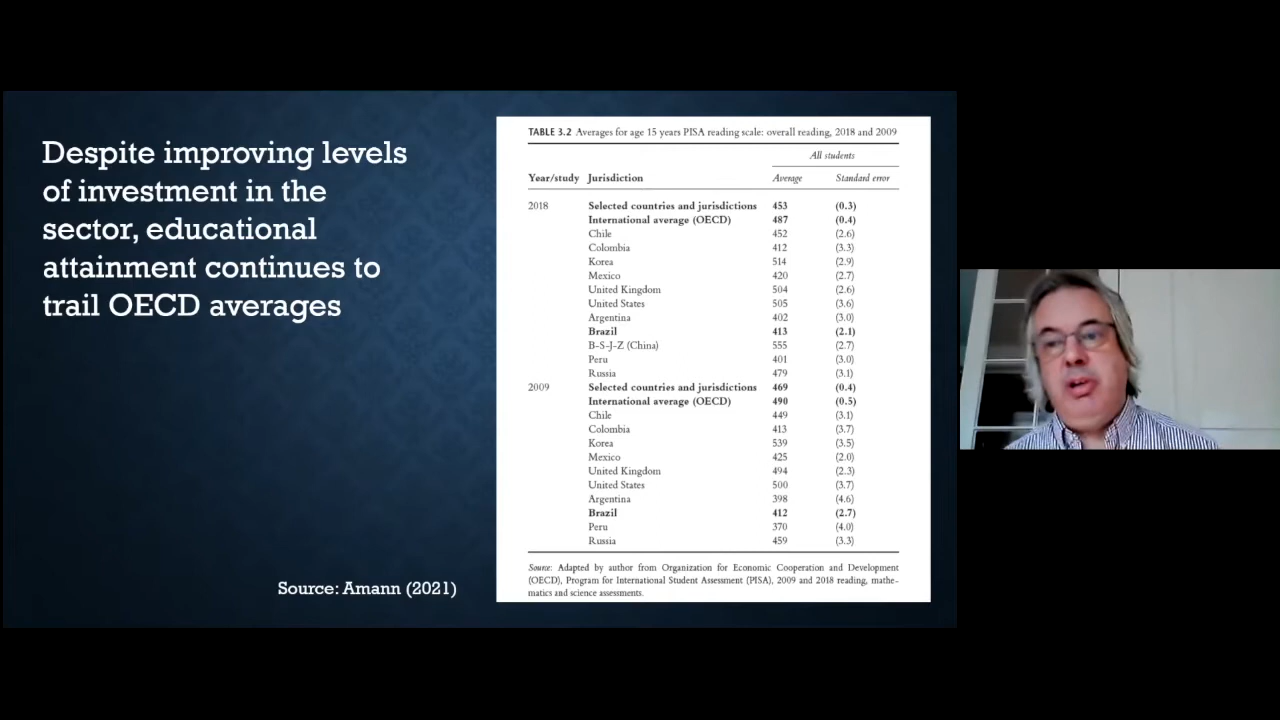 Despite improving levels
of investment in the
sector, educational
attainment continues to
trail OECD averages
Source: Amann (2021)
TABLE 3.2 Averages for age 15 years PISA reading scale: overall reading, 2018 and 2009
All students
Year/study Jurisdiction Average Standard error
2018 Selected countries and jurisdictions 453 (0.3)
International average (OECD) 487 (0.4)
Chile 452 (2.6)
Colombia 412 (3.3)
Korea 514 (2.9)
Mexico 420 (2.7)
United Kingdom 504 (2.6)
United States 505 (3.6)
Argentina 402 (3.0)
Brazil 413 (2.1)
B-S-J-Z (China) 555 (2.7)
Peru 401 (3.0)
Russia 479 (3.1)
2009 Selected countries and jurisdictions 469 (0.4)
International average (OECD) 490 (0.5)
Chile 449 (3.1)
Colombia 413 (3.7)
Korea 539 (3.5)
Mexico 425 (2.0)
United Kingdom 494 (2.3)
United States 500 (3.7)
Argentina 398 (4.6)
Brazil 412 (2.7)
Peru 370 (4.0)
Russia 459 (3.3)
Source: Adapted by author from Organization for Economic Cooperation and Development
(OECD), Program for International Student Assessment (PISA), 2009 and 2018 reading, mathe-
matics and science assessments.